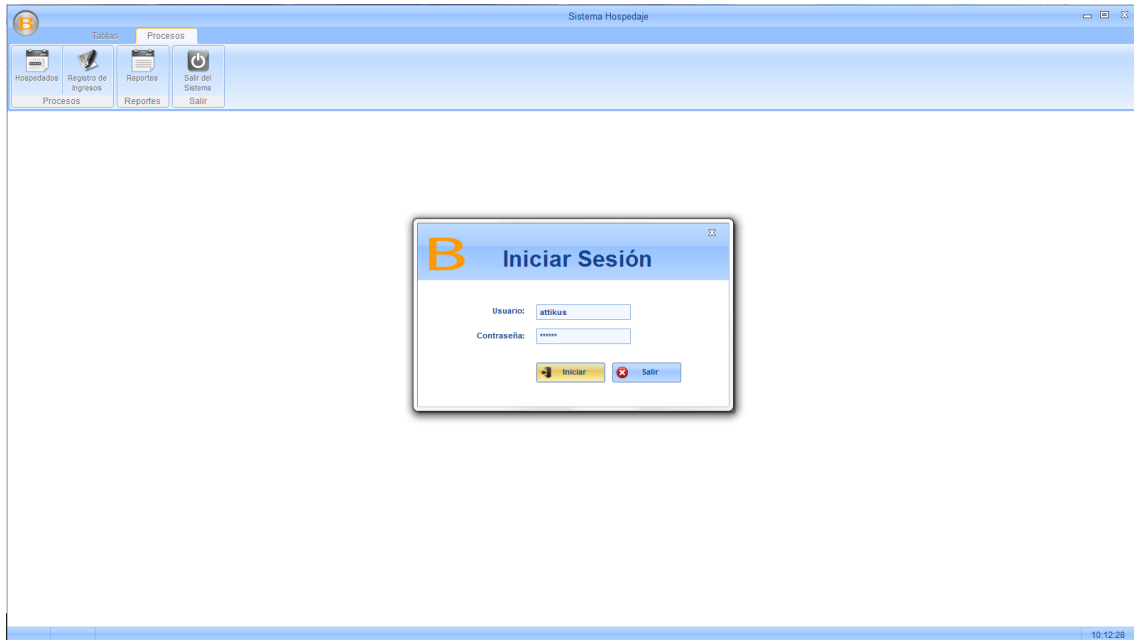 Sistema Hospedaje
B
Tablas Procesos
Hospedados Registro de Ingresos Reportes Salir del Sistema
Procesos Reportes Salir
B Iniciar Sesión
Usuario: attikus
Contraseña: ******
Iniciar Salir
10:12:28